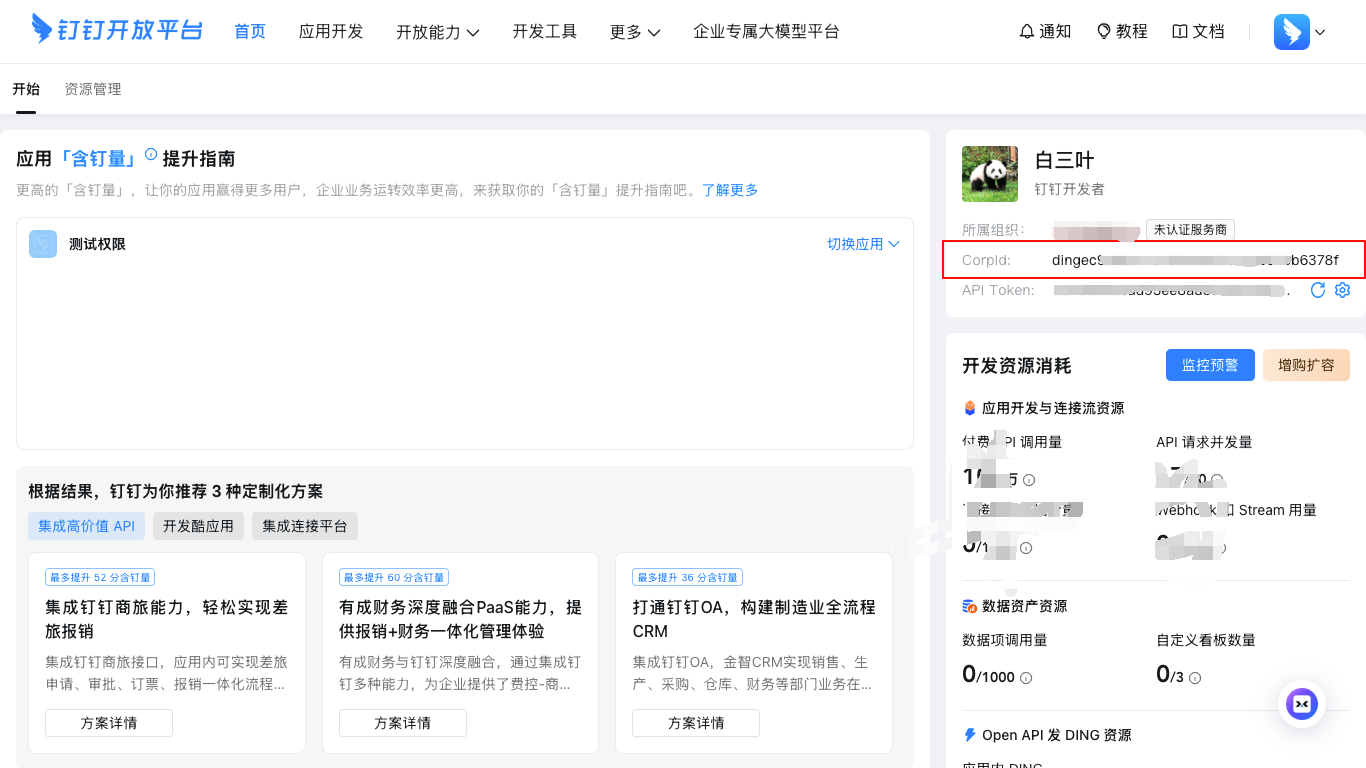 钉钉开放平台 首页 应用开发 开放能力 开发工具 更多 企业专属大模型平台 通知 教程 文档
开始 资源管理
应用「含钉量」 提升指南
更高的「含钉量」，让你的应用赢得更多用户，企业业务运转效率更高，来获取你的「含钉量」提升指南吧。了解更多
测试权限 切换应用
根据结果，钉钉为你推荐 3 种定制化方案
集成高价值 API 开发酷应用 集成连接平台
最多提升 52 分含钉量
集成钉钉商旅能力，轻松实现差
旅报销
集成钉钉商旅接口，应用内可实现差旅
申请、审批、订票、报销一体化流程...
方案详情
最多提升 60 分含钉量
有成财务深度融合PaaS能力，提
供报销+财务一体化管理体验
有成财务与钉钉深度融合，通过集成钉
钉多种能力，为企业提供了费控-商...
方案详情
最多提升 36 分含钉量
打通钉钉OA，构建制造业全流程
CRM
集成钉钉OA，金智CRM实现销售、生
产、采购、仓库、财务等部门业务在...
方案详情
白三叶
钉钉开发者
所属组织： 未认证服务商
CorpId: dingec9 b6378f
API Token:
开发资源消耗 监控预警 增购扩容
应用开发与连接流资源
付费 API 调用量 API 请求并发量
Stream 用量
数据资产资源
数据项调用量 自定义看板数量
0/1000 0/3
Open API 发 DING 资源
应用内 DING